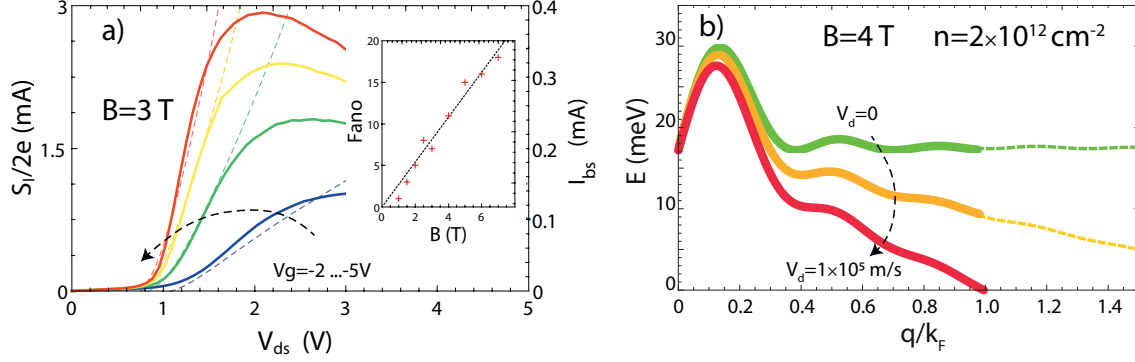 a)
B=3 T
S_I/2e (mA)
3
1.5
0
0 1 2 3 4 5
V_ds (V)
Vg=-2 ...-5V
0.4
0.3
0.2
0.1
0
I_bs (mA)
20
15
10
5
0
Fano
0 2 4 6
B (T)
b)
B=4 T n=2×10^12 cm^-2
E (meV)
30
20
10
0
0 0.2 0.4 0.6 0.8 1.0 1.2 1.4
q/k_F
V_d=0
V_d=1×10^5 m/s